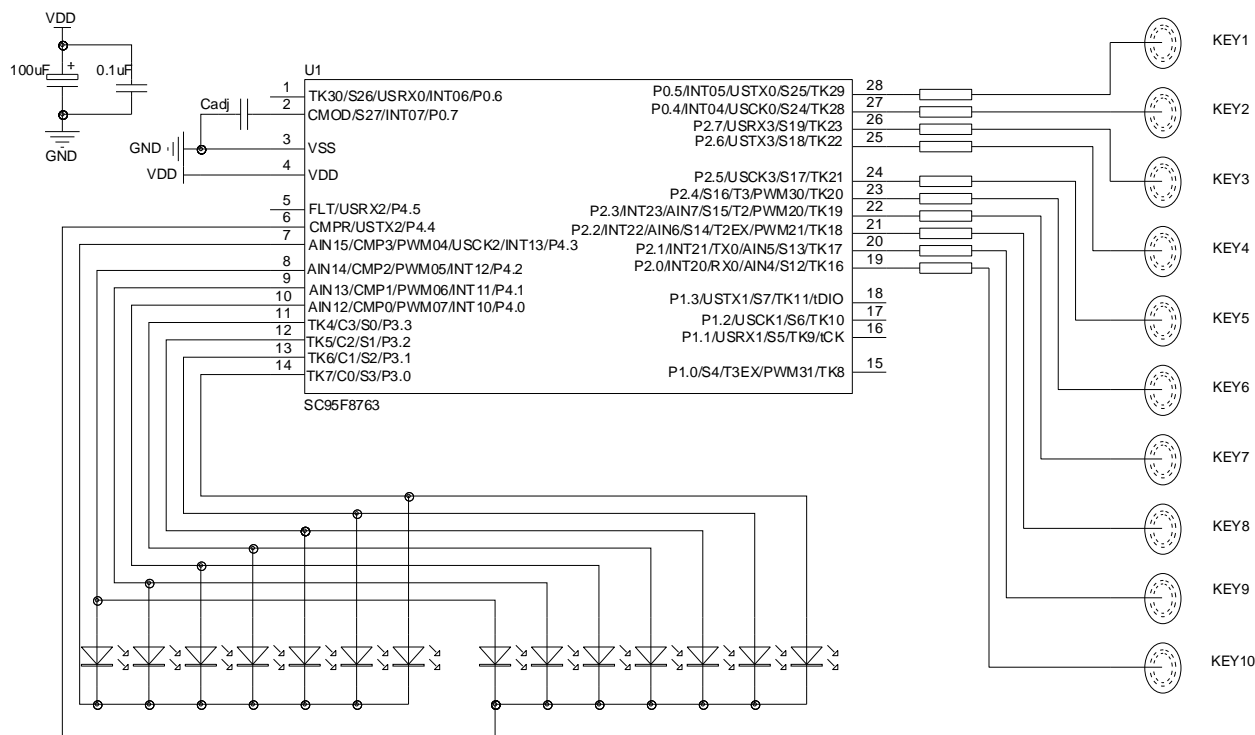 VDD
100uF
+
0.1uF
GND
Cadj
GND
VDD
U1
1 TK30/S26/USRX0/INT06/P0.6
2 CMOD/S27/INT07/P0.7
3 VSS
4 VDD
5 FLT/USRX2/P4.5
6 CMPR/USTX2/P4.4
7 AIN15/CMP3/PWM04/USCK2/INT13/P4.3
8 AIN14/CMP2/PWM05/INT12/P4.2
9 AIN13/CMP1/PWM06/INT11/P4.1
10 AIN12/CMP0/PWM07/INT10/P4.0
11 TK4/C3/S0/P3.3
12 TK5/C2/S1/P3.2
13 TK6/C1/S2/P3.1
14 TK7/C0/S3/P3.0
SC95F8763
P0.5/INT05/USTX0/S25/TK29 28
P0.4/INT04/USCK0/S24/TK28 27
P2.7/USRX3/S19/TK23 26
P2.6/USTX3/S18/TK22 25
P2.5/USCK3/S17/TK21 24
P2.4/S16/T3/PWM30/TK20 23
P2.3/INT23/AIN7/S15/T2/PWM20/TK19 22
P2.2/INT22/AIN6/S14/T2EX/PWM21/TK18 21
P2.1/INT21/TX0/AIN5/S13/TK17 20
P2.0/INT20/RX0/AIN4/S12/TK16 19
P1.3/USTX1/S7/TK11/tDIO 18
P1.2/USCK1/S6/TK10 17
P1.1/USRX1/S5/TK9/tCK 16
P1.0/S4/T3EX/PWM31/TK8 15
KEY1
KEY2
KEY3
KEY4
KEY5
KEY6
KEY7
KEY8
KEY9
KEY10